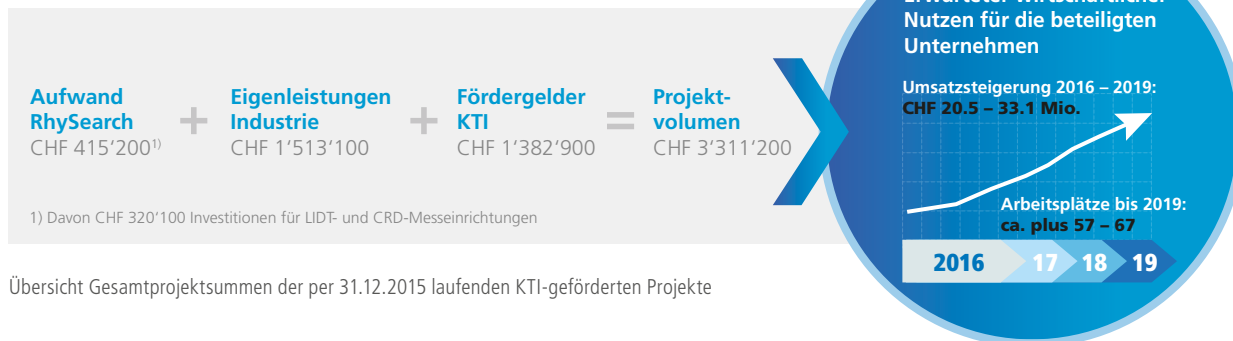 Nutzen für die beteiligten
Unternehmen
Umsatzsteigerung 2016 – 2019:
CHF 20.5 – 33.1 Mio.
Aufwand
RhySearch
CHF 415‘200¹⁾
+
Eigenleistungen
Industrie
CHF 1‘513‘100
+
Fördergelder
KTI
CHF 1‘382‘900
=
Projekt-
volumen
CHF 3‘311‘200
Arbeitsplätze bis 2019:
ca. plus 57 – 67
2016 17 18 19
1) Davon CHF 320‘100 Investitionen für LIDT- und CRD-Messeinrichtungen
Übersicht Gesamtprojektsummen der per 31.12.2015 laufenden KTI-geförderten Projekte